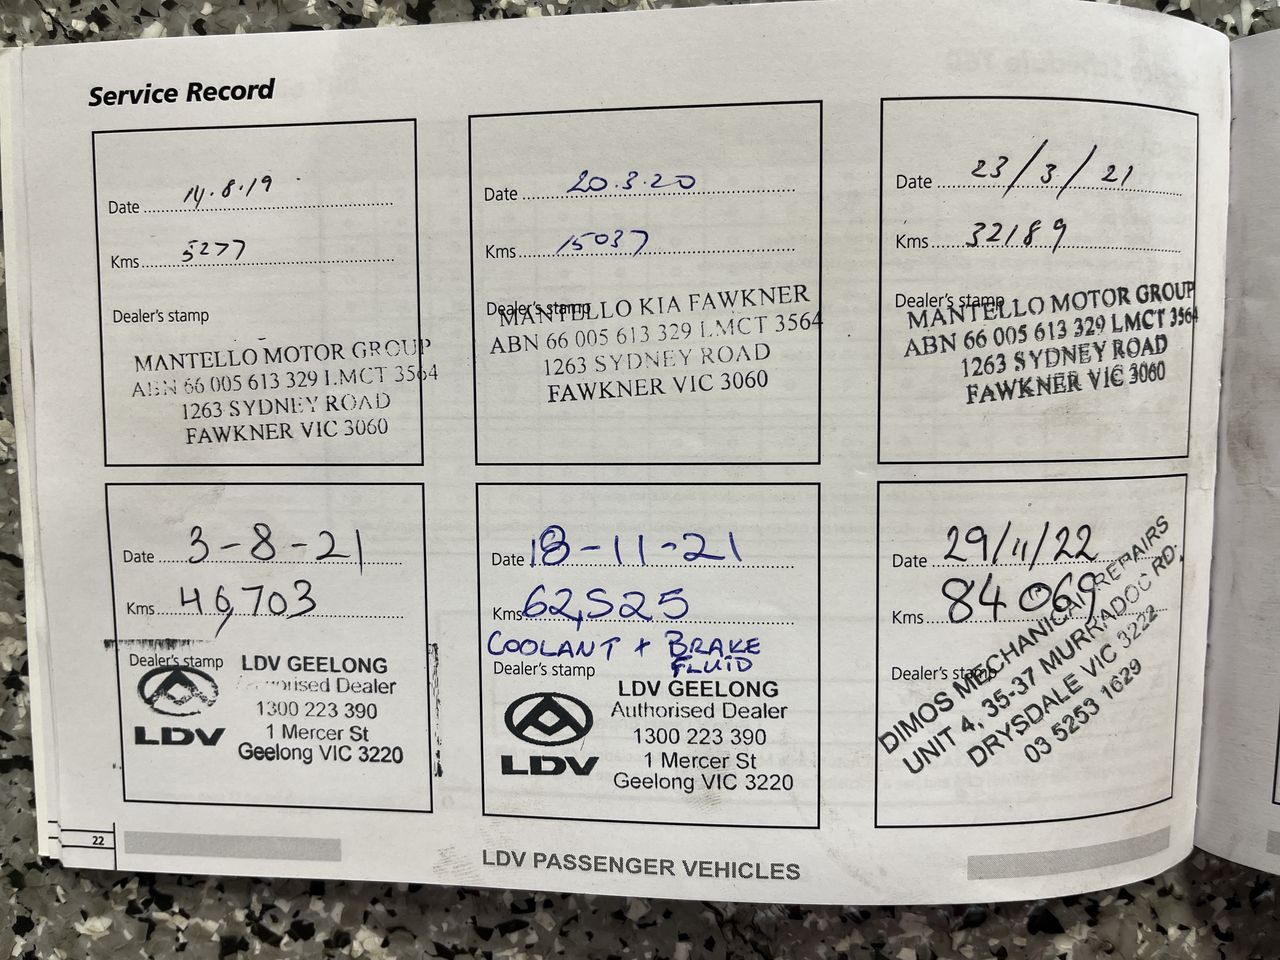 Service Record
Date 14.8.19
Kms 5277
Dealer's stamp
MANTELLO MOTOR GROUP
ABN 66 005 613 329 LMCT 3564
1263 SYDNEY ROAD
FAWKNER VIC 3060
Date 20.3.20
Kms 15037
Dealer's stamp
MANTELLO KIA FAWKNER
ABN 66 005 613 329 LMCT 3564
1263 SYDNEY ROAD
FAWKNER VIC 3060
Date 23/3/21
Kms 32189
Dealer's stamp
MANTELLO MOTOR GROUP
ABN 66 005 613 329 LMCT 3564
1263 SYDNEY ROAD
FAWKNER VIC 3060
Date 3-8-21
Kms 46,703
Dealer's stamp
LDV GEELONG
Authorised Dealer
1300 223 390
1 Mercer St
Geelong VIC 3220
LDV
Date 18-11-21
Kms 62,525
COOLANT + BRAKE
FLUID
Dealer's stamp
LDV GEELONG
Authorised Dealer
1300 223 390
1 Mercer St
Geelong VIC 3220
LDV
Date 29/11/22
Kms 84069
Dealer's stamp
DIMOS MECHANICAL REPAIRS
UNIT 4, 35-37 MURRADOC RD.
DRYSDALE VIC 3222
03 5253 1629
22
LDV PASSENGER VEHICLES